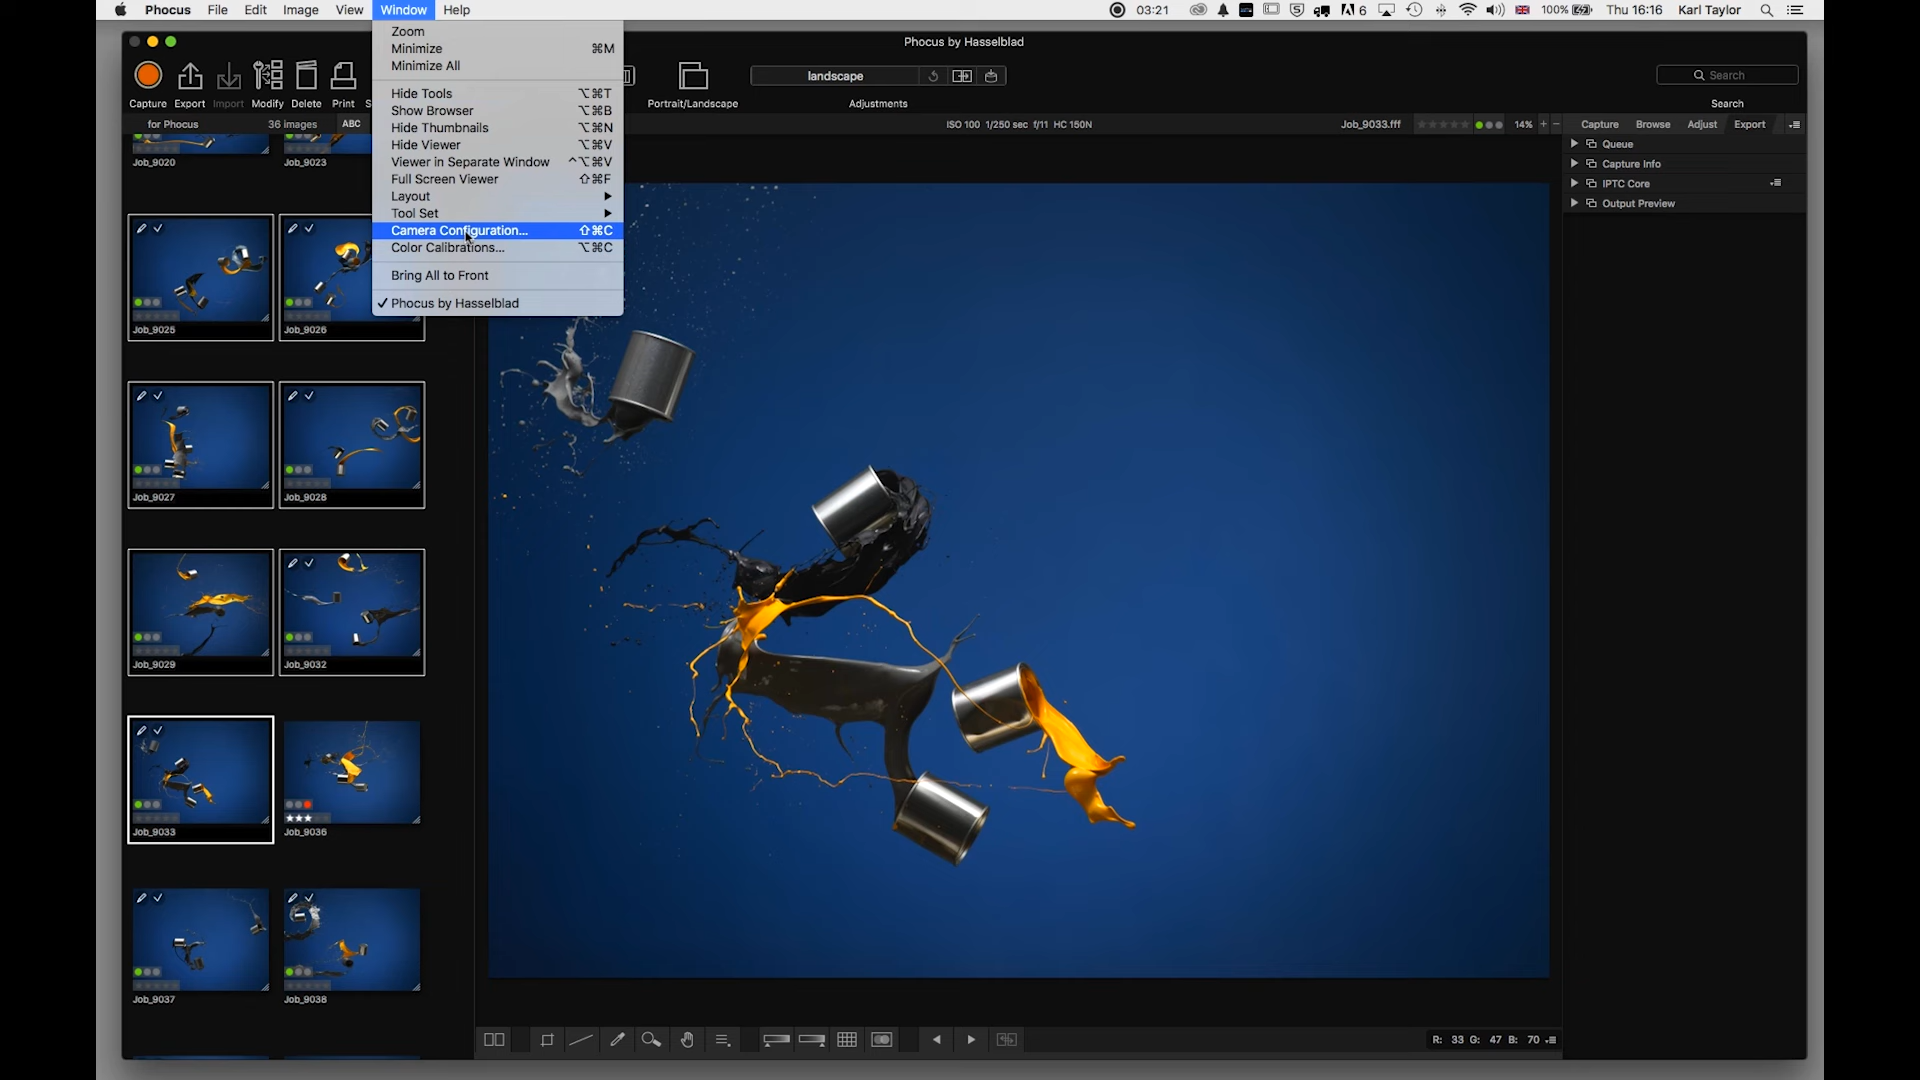 Phocus File Edit Image View Window Help 03:21 6 100% Thu 16:16 Karl Taylor
Phocus by Hasselblad
Zoom
Minimize ⌘M
Minimize All
Hide Tools ⌥⌘T
Show Browser ⌥⌘B
Hide Thumbnails ⌥⌘N
Hide Viewer ⌥⌘V
Viewer in Separate Window ^⌥⌘V
Full Screen Viewer ⇧⌘F
Layout
Tool Set
Camera Configuration... ⇧⌘C
Color Calibrations... ⌥⌘C
Bring All to Front
✓ Phocus by Hasselblad
landscape
Search
Capture Export Import Modify Delete Print Portrait/Landscape Adjustments Search
for Phocus 36 images ABC
ISO 100 1/250 sec f/11 HC 150N Job_9033.fff 14% + −
Capture Browse Adjust Export
Queue
Capture Info
IPTC Core
Output Preview
Job_9020 Job_9023
Job_9025 Job_9026
Job_9027 Job_9028
Job_9029 Job_9032
Job_9033 Job_9036
Job_9037 Job_9038
R: 33 G: 47 B: 70